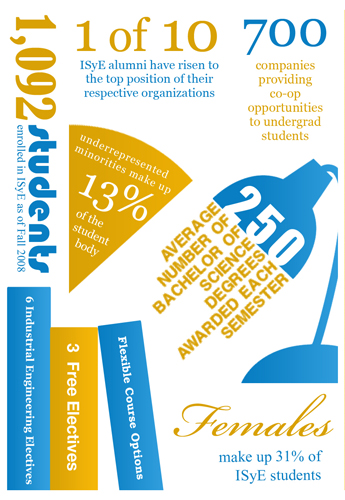 1,092
students
enrolled in ISyE as of Fall 2008
1 of 10
ISyE alumni have risen to
the top position of their
respective organizations
700
companies
providing
co-op
opportunities
to undergrad
students
underrepresented
minorities make up
13%
of the
student
body
250
AVERAGE
NUMBER OF
BACHELOR OF
SCIENCE
DEGREES
AWARDED EACH
SEMESTER
6 Industrial Engineering Electives
3 Free Electives
Flexible Course Options
Females
make up 31% of
ISyE students